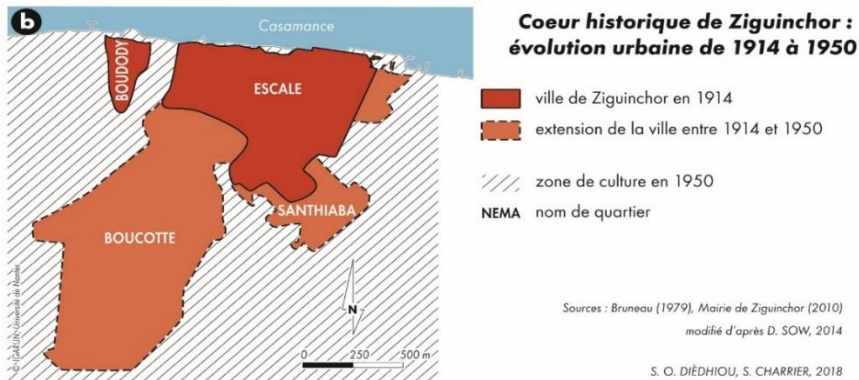 b
Coeur historique de Ziguinchor :
évolution urbaine de 1914 à 1950
Casamance
BOUDODY
ESCALE
SANTHIABA
BOUCOTTE
N
0 250 500 m
© IGARUN, Université de Nantes
ville de Ziguinchor en 1914
extension de la ville entre 1914 et 1950
zone de culture en 1950
NEMA nom de quartier
Sources : Bruneau (1979), Mairie de Ziguinchor (2010)
modifié d'après D. SOW, 2014
S. O. DIÈDHIOU, S. CHARRIER, 2018